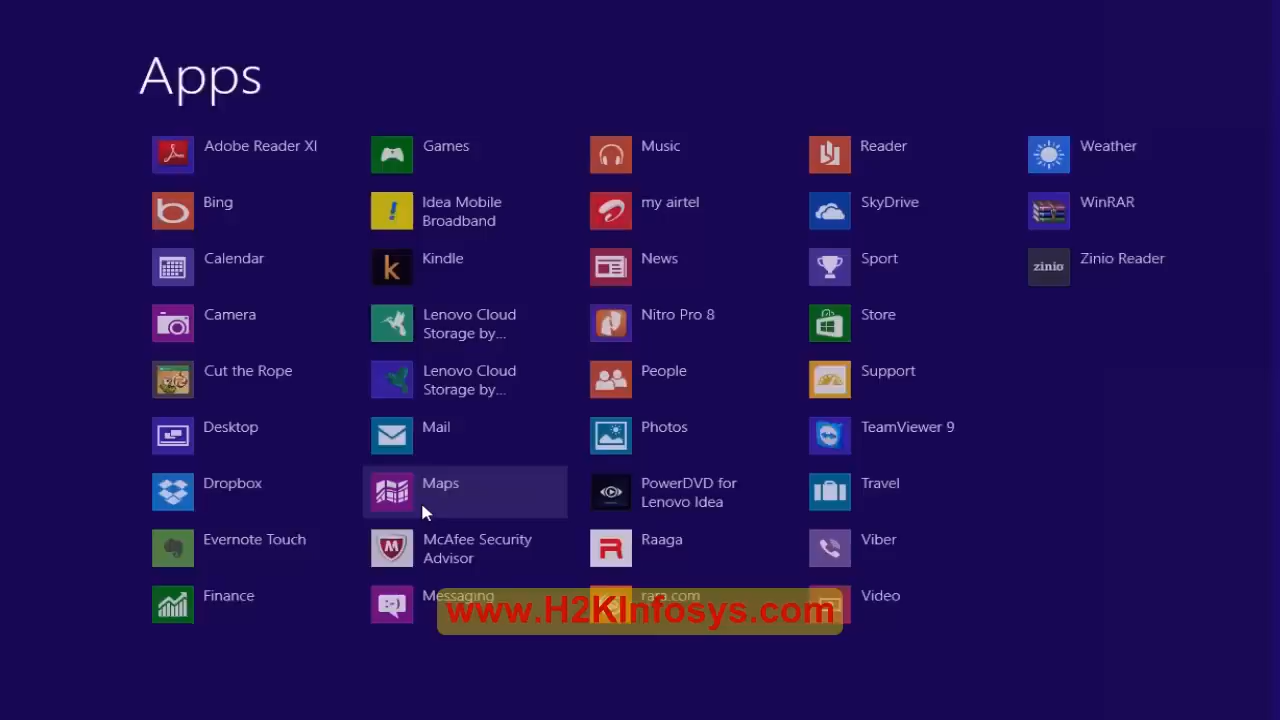 Apps
Adobe Reader XI
Bing
Calendar
Camera
Cut the Rope
Desktop
Dropbox
Evernote Touch
Finance
Games
Idea Mobile
Broadband
Kindle
Lenovo Cloud
Storage by...
Lenovo Cloud
Storage by...
Mail
Maps
McAfee Security
Advisor
Messaging
Music
my airtel
News
Nitro Pro 8
People
Photos
PowerDVD for
Lenovo Idea
Raaga
rara.com
Reader
SkyDrive
Sport
Store
Support
TeamViewer 9
Travel
Viber
Video
Weather
WinRAR
zinio
Zinio Reader
www.H2KInfosys.com